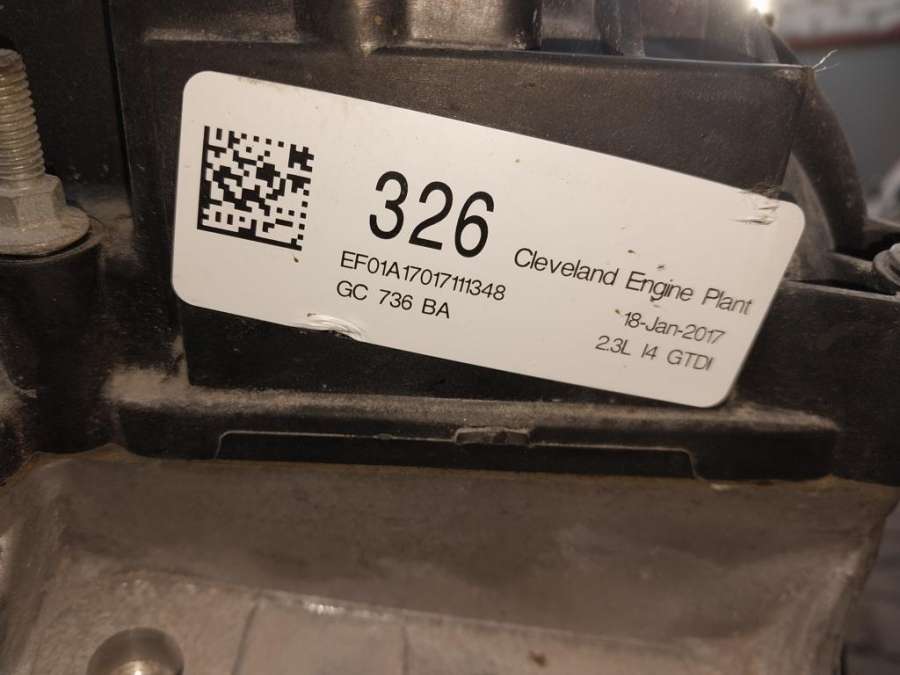 326
EF01A17017111348
GC 736 BA
Cleveland Engine Plant
18-Jan-2017
2.3L I4 GTDI